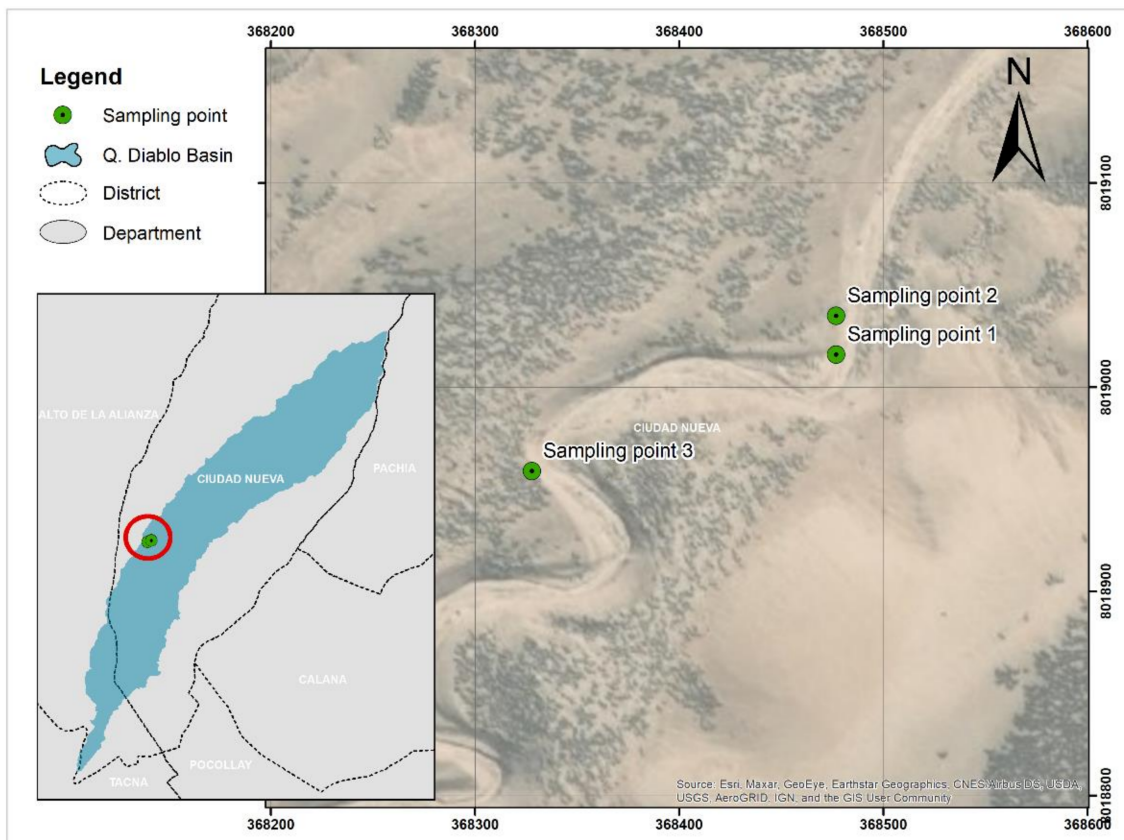 368200 368300 368400 368500 368600
Legend
Sampling point
Q. Diablo Basin
District
Department
N
8019100
Sampling point 2
Sampling point 1
8019000
CIUDAD NUEVA
Sampling point 3
8018900
8018800
ALTO DE LA ALIANZA
CIUDAD NUEVA
PACHIA
CALANA
POCOLLAY
TACNA
Source: Esri, Maxar, GeoEye, Earthstar Geographics, CNES/Airbus DS, USDA,
USGS, AeroGRID, IGN, and the GIS User Community
368200 368300 368400 368500 368600